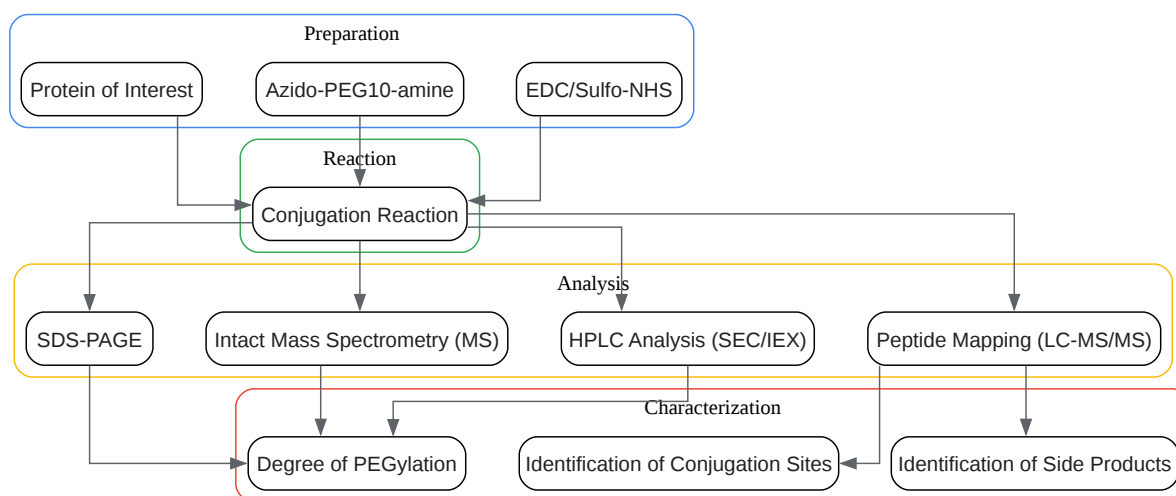 Preparation
Protein of Interest
Azido-PEG10-amine
EDC/Sulfo-NHS
Reaction
Conjugation Reaction
Analysis
SDS-PAGE
Intact Mass Spectrometry (MS)
HPLC Analysis (SEC/IEX)
Peptide Mapping (LC-MS/MS)
Characterization
Degree of PEGylation
Identification of Conjugation Sites
Identification of Side Products